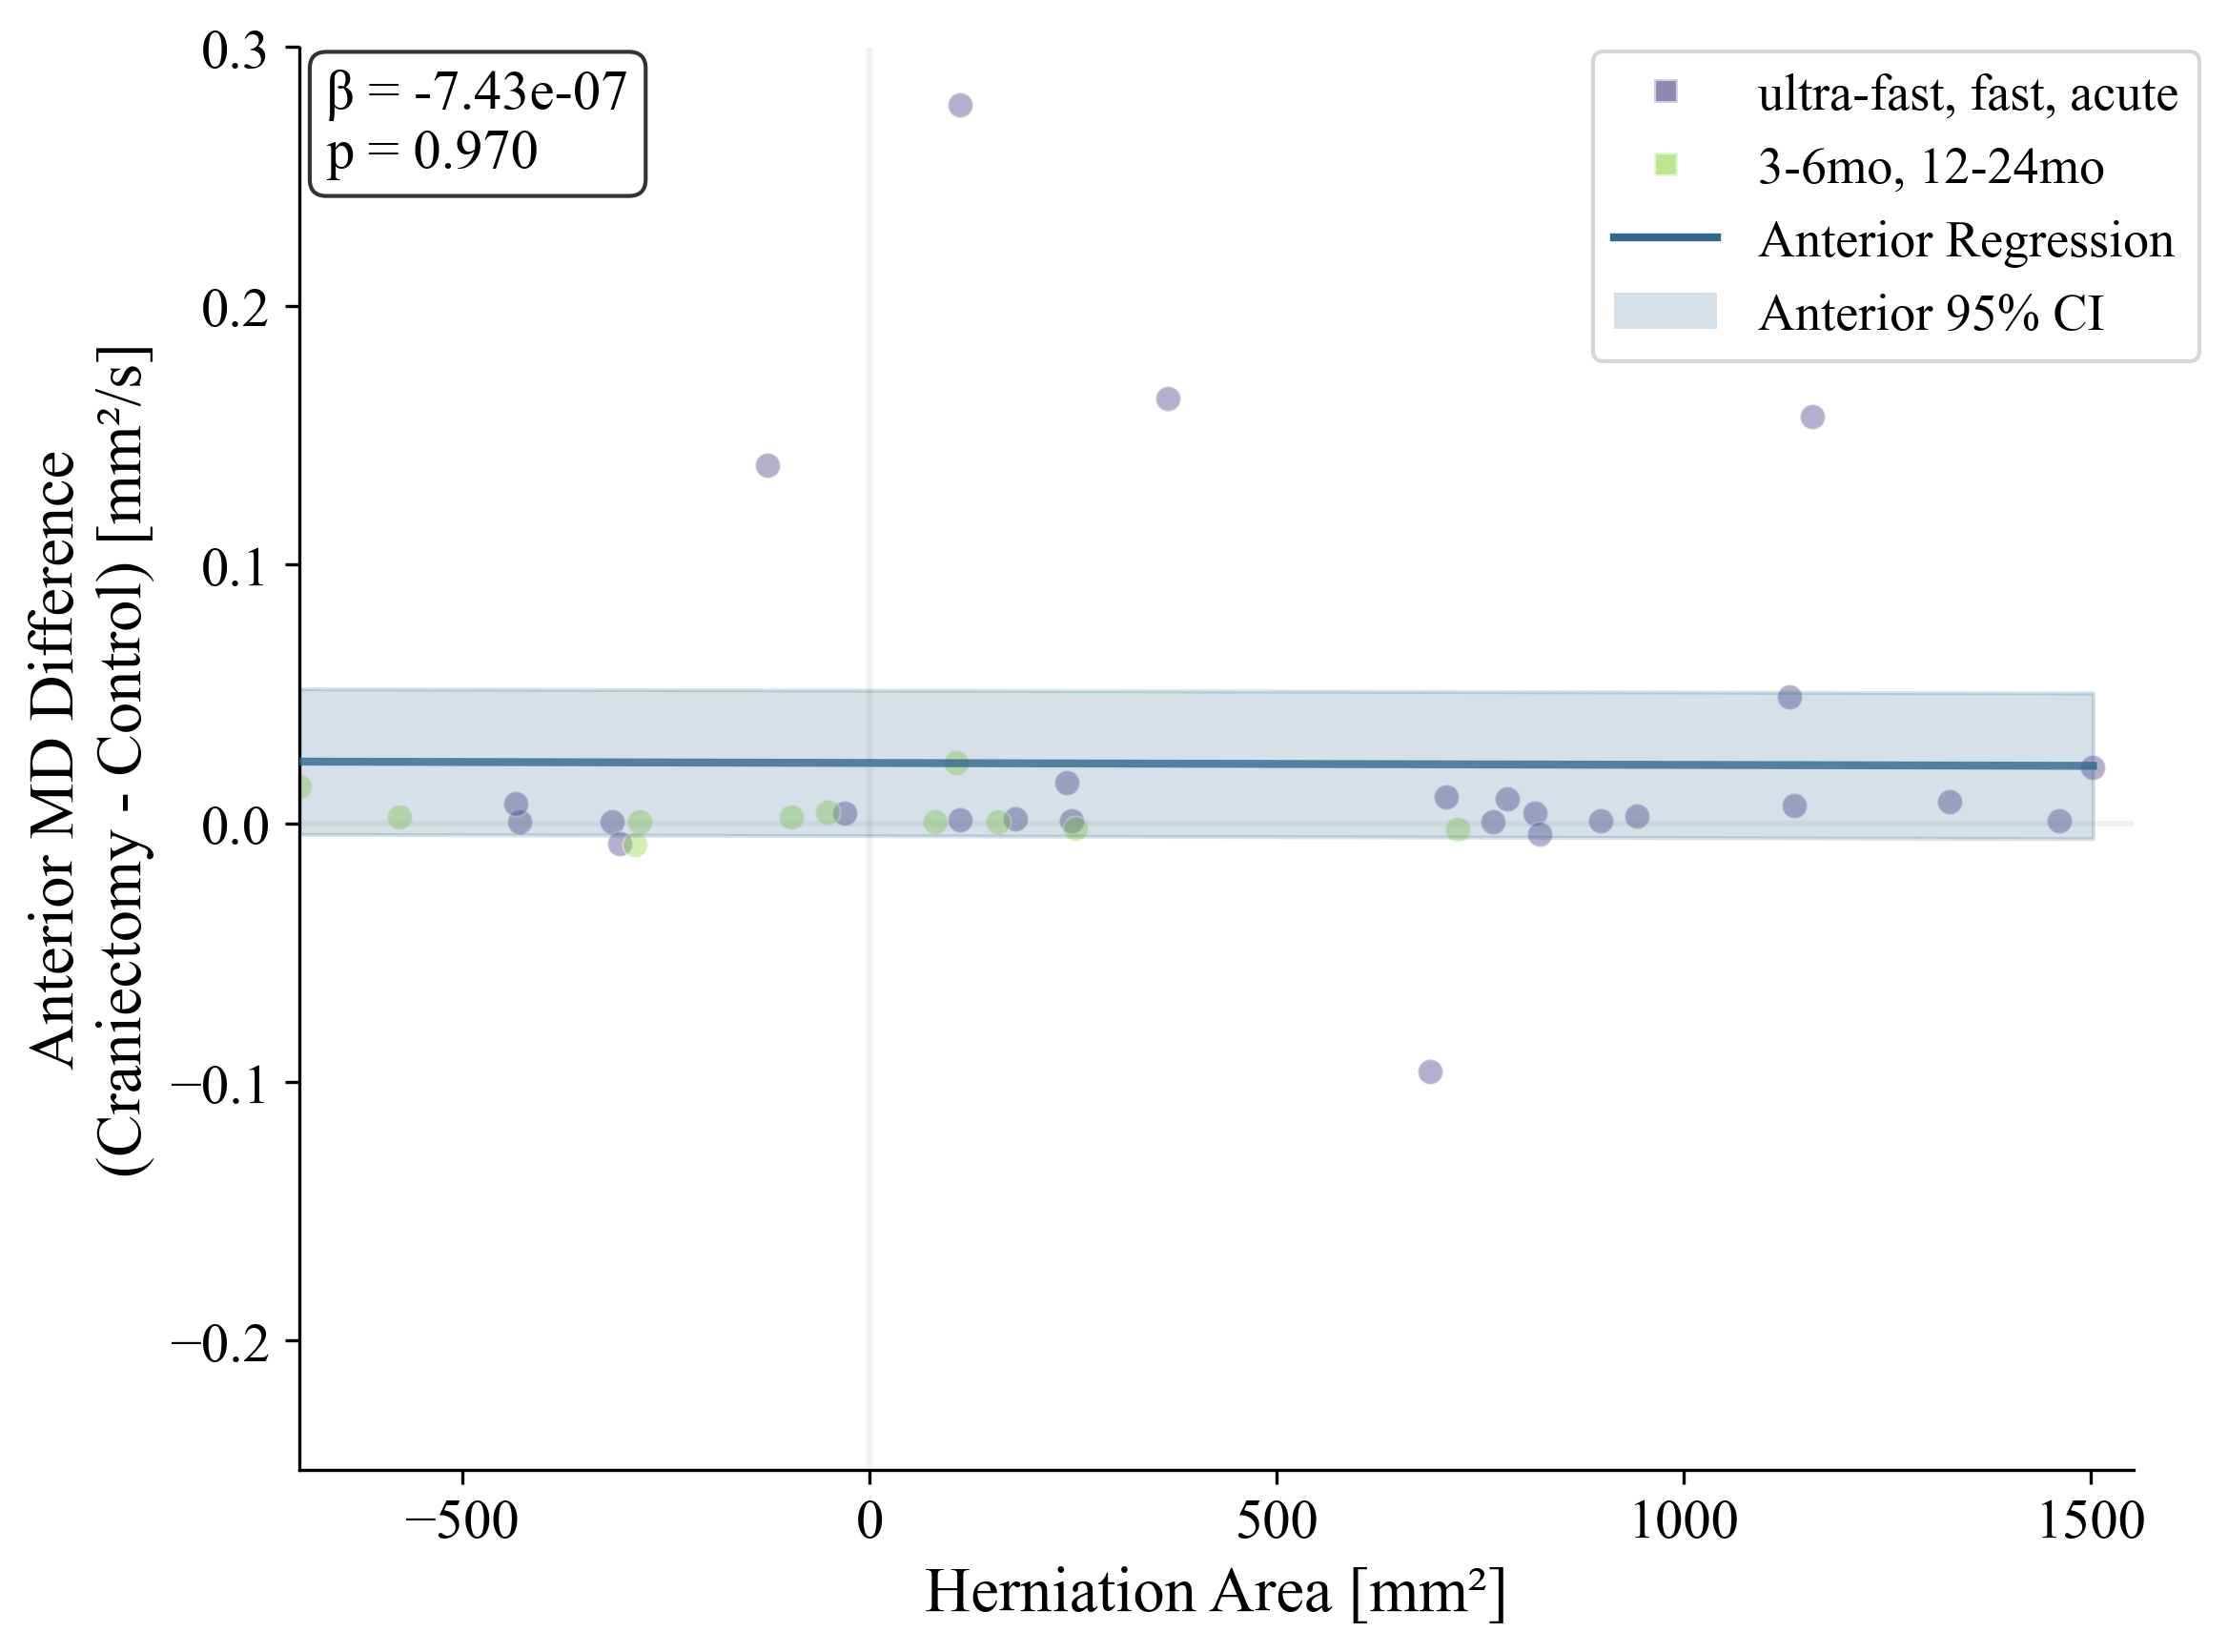 β = -7.43e-07
p = 0.970
ultra-fast, fast, acute
3-6mo, 12-24mo
Anterior Regression
Anterior 95% CI
Anterior MD Difference
(Craniectomy - Control) [mm²/s]
0.3
0.2
0.1
0.0
−0.1
−0.2
−500
0
500
1000
1500
Herniation Area [mm²]